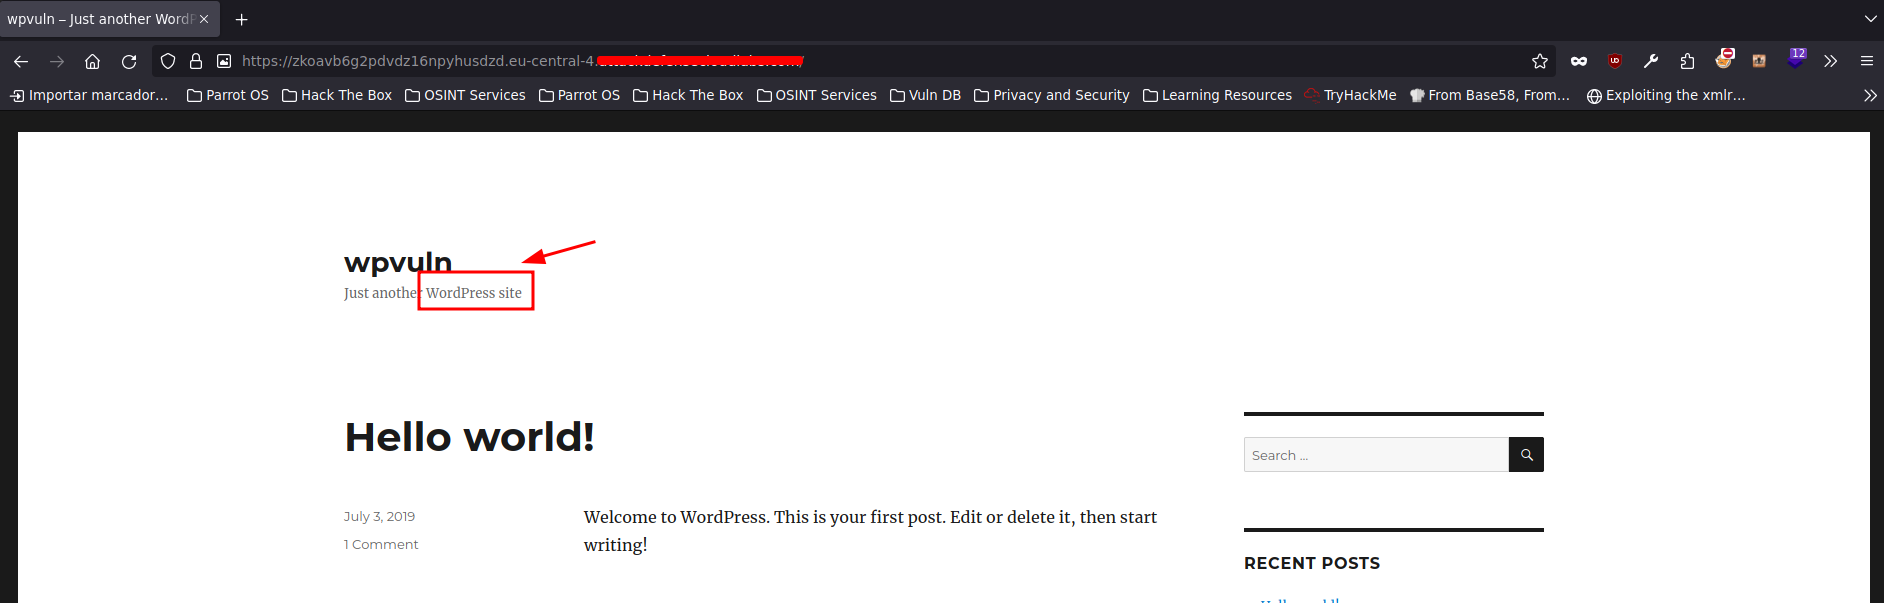 wpvuln – Just another WordP
https://zkoavb6g2pdvdz16npyhusdzd.eu-central-4.
12
Importar marcador… Parrot OS Hack The Box OSINT Services Parrot OS Hack The Box OSINT Services Vuln DB Privacy and Security Learning Resources TryHackMe From Base58, From… Exploiting the xmlr…
wpvuln
Just another WordPress site
Hello world!
Search …
July 3, 2019
1 Comment
Welcome to WordPress. This is your first post. Edit or delete it, then start
writing!
RECENT POSTS